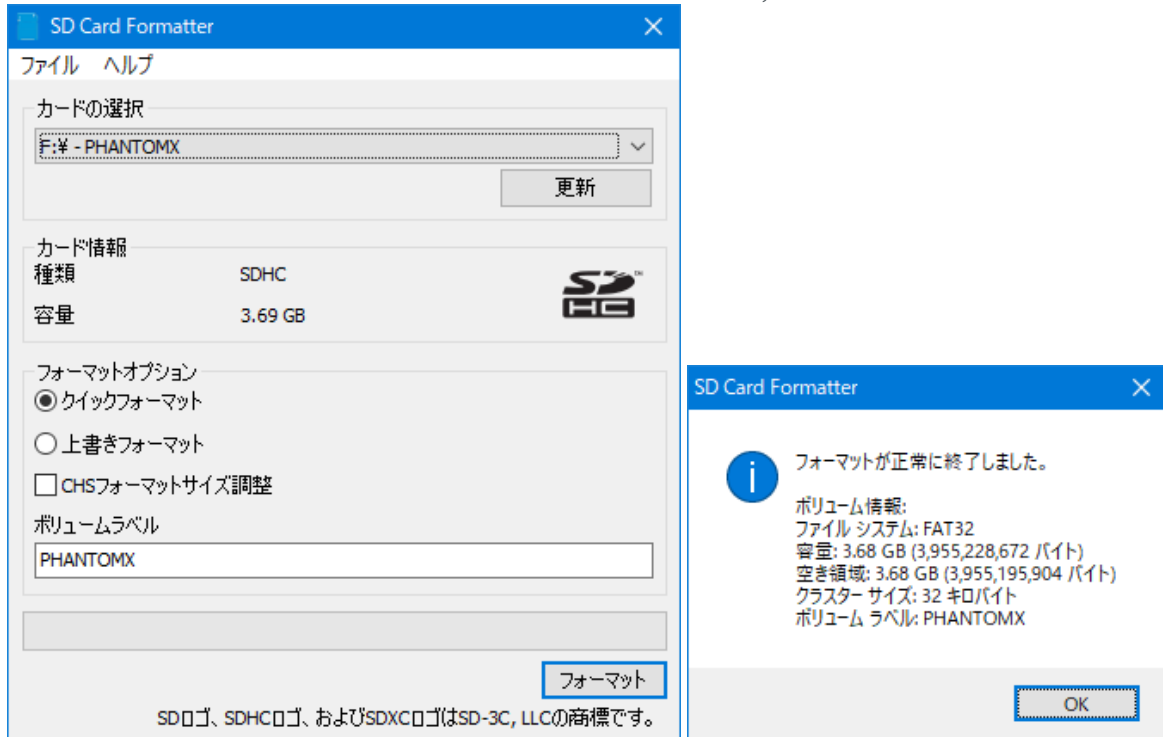 SD Card Formatter
ファイル ヘルプ
カードの選択
F:¥ - PHANTOMX
更新
カード情報
種類 SDHC
容量 3.69 GB
SD HC ™
フォーマットオプション
クイックフォーマット
上書きフォーマット
CHSフォーマットサイズ調整
ボリュームラベル
PHANTOMX
フォーマット
SDロゴ、SDHCロゴ、およびSDXCロゴはSD-3C, LLCの商標です。
SD Card Formatter
フォーマットが正常に終了しました。
ボリューム情報:
ファイル システム: FAT32
容量: 3.68 GB (3,955,228,672 バイト)
空き領域: 3.68 GB (3,955,195,904 バイト)
クラスター サイズ: 32 キロバイト
ボリューム ラベル: PHANTOMX
OK